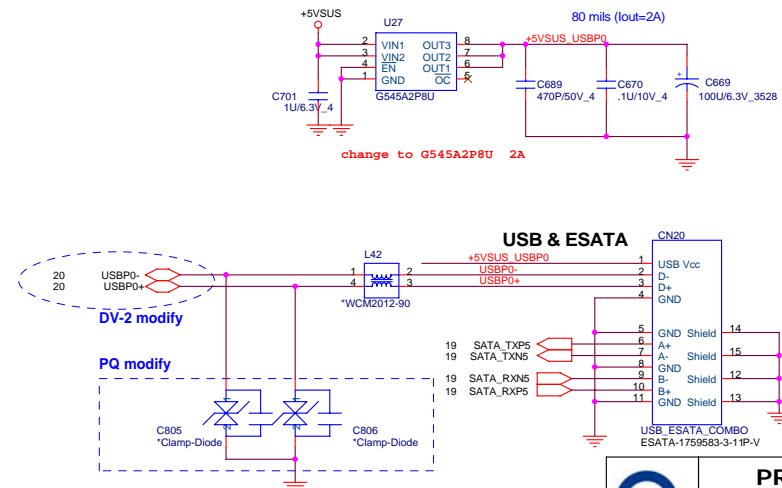 +5VSUS
U27
80 mils (Iout=2A)
2 VIN1 OUT3 8 +5VSUS_USBP0
3 VIN2 OUT2 7
4 EN OUT1 6
1 GND OC 5
G545A2P8U
C701
1U/6.3V_4
C689
470P/50V_4
C670
.1U/10V_4
+ C669
100U/6.3V_3528
change to G545A2P8U 2A
USB & ESATA
CN20
L42
20 USBP0- 1 2
20 USBP0+ 4 3
*WCM2012-90
+5VSUS_USBP0 1 USB Vcc
USBP0- 2 D-
USBP0+ 3 D+
4 GND
DV-2 modify
5 GND Shield 14
19 SATA_TXP5 6 A+
19 SATA_TXN5 7 A- Shield 15
8 GND
19 SATA_RXN5 9 B- Shield 12
19 SATA_RXP5 10 B+
11 GND Shield 13
USB_ESATA_COMBO
ESATA-1759583-3-11P-V
PQ modify
2 1
2 1
C805
*Clamp-Diode
C806
*Clamp-Diode